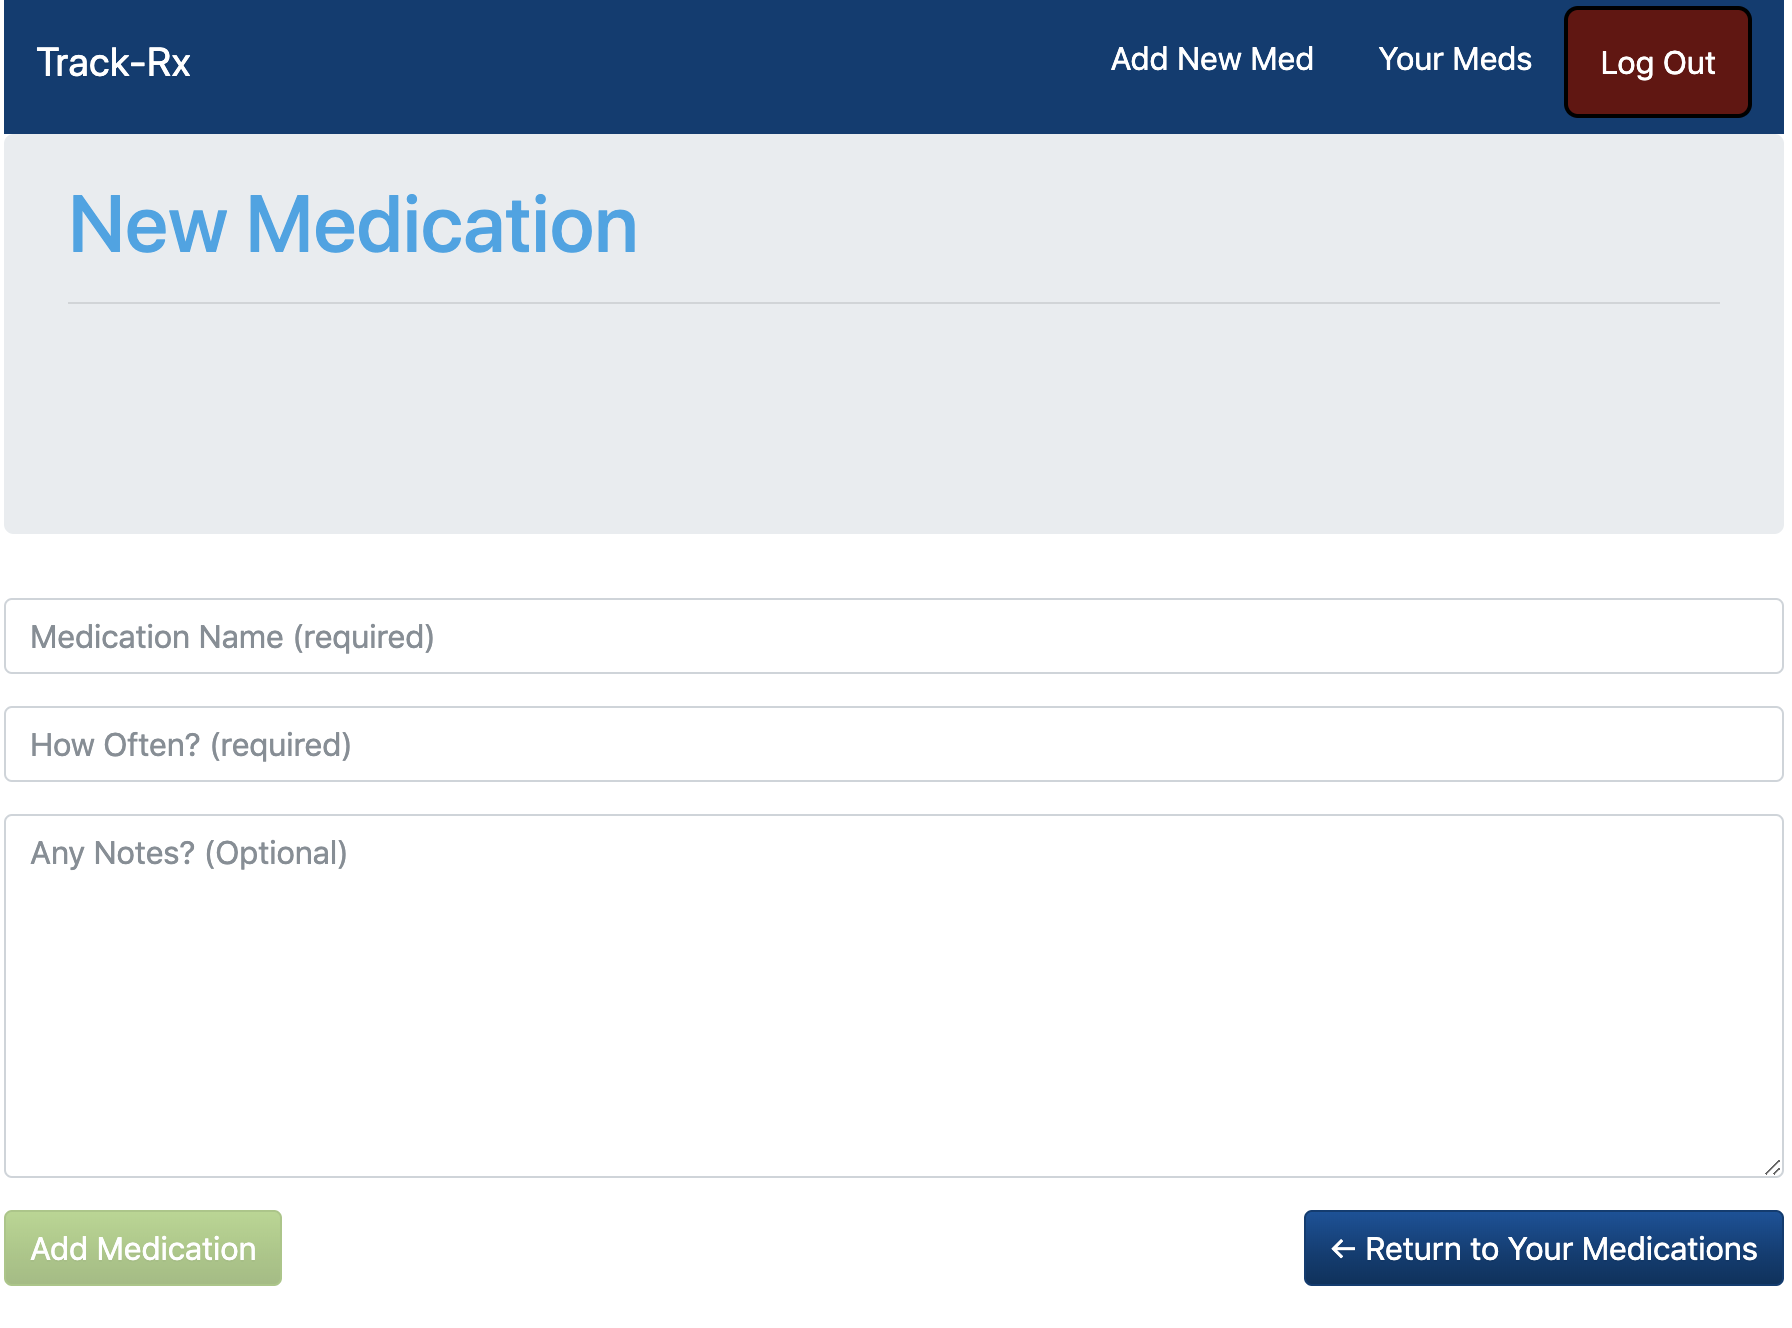 Track-Rx
Add New Med
Your Meds
Log Out
New Medication
Medication Name (required)
How Often? (required)
Any Notes? (Optional)
Add Medication
← Return to Your Medications